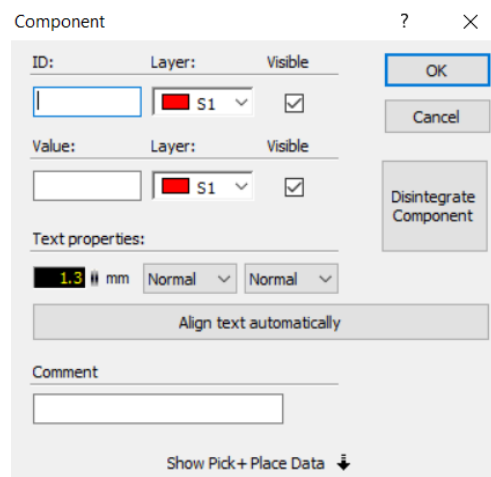 Component ?
ID: Layer: Visible
OK
S1
Cancel
Value: Layer: Visible
S1
Disintegrate
Component
Text properties:
1.3 mm Normal Normal
Align text automatically
Comment
Show Pick+Place Data